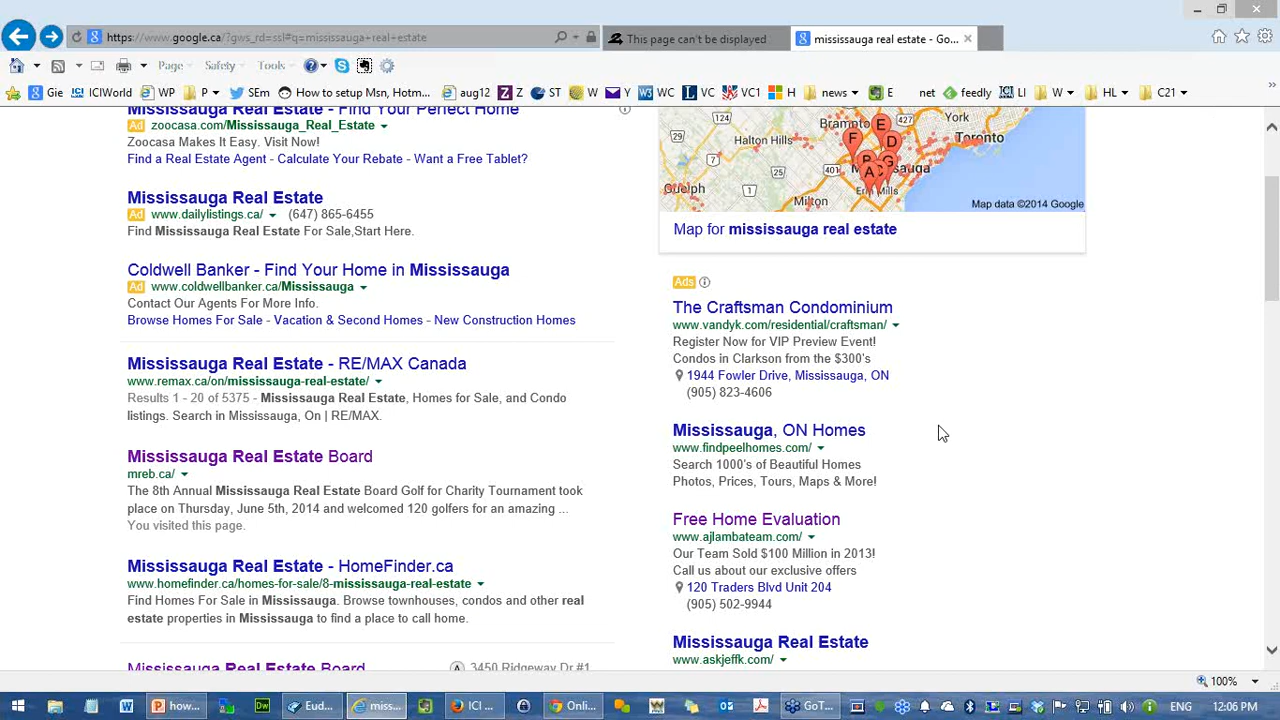 https://www.google.ca/?gws_rd=ssl#q=mississauga+real+estate
This page can't be displayed
mississauga real estate - Go...
Page
Safety
Tools
Gie
ICIWorld
WP
P
SEm
How to setup Msn, Hotm...
aug12
Z
ST
W
Y
WC
VC
VC1
H
news
E
net
feedly
LI
W
HL
C21
Mississauga Real Estate - Find Your Perfect Home
Ad zoocasa.com/Mississauga_Real_Estate
Zoocasa Makes It Easy. Visit Now!
Find a Real Estate Agent - Calculate Your Rebate - Want a Free Tablet?
Mississauga Real Estate
Ad www.dailylistings.ca/ (647) 865-6455
Find Mississauga Real Estate For Sale,Start Here.
Coldwell Banker - Find Your Home in Mississauga
Ad www.coldwellbanker.ca/Mississauga
Contact Our Agents For More Info.
Browse Homes For Sale - Vacation & Second Homes - New Construction Homes
Mississauga Real Estate - RE/MAX Canada
www.remax.ca/on/mississauga-real-estate/
Results 1 - 20 of 5375 - Mississauga Real Estate, Homes for Sale, and Condo
listings. Search in Mississauga, On | RE/MAX.
Mississauga Real Estate Board
mreb.ca/
The 8th Annual Mississauga Real Estate Board Golf for Charity Tournament took
place on Thursday, June 5th, 2014 and welcomed 120 golfers for an amazing ...
You visited this page.
Mississauga Real Estate - HomeFinder.ca
www.homefinder.ca/homes-for-sale/8-mississauga-real-estate
Find Homes For Sale in Mississauga. Browse townhouses, condos and other real
estate properties in Mississauga to find a place to call home.
Mississauga Real Estate Board
A 3450 Ridgeway Dr #1
124
Brampton
427
York
Toronto
Halton Hills
F
E
D
G
A
7
25
401
Mississauga
Guelph
1
Milton
Erin Mills
Map data ©2014 Google
Map for mississauga real estate
Ads
The Craftsman Condominium
www.vandyk.com/residential/craftsman/
Register Now for VIP Preview Event!
Condos in Clarkson from the $300's
1944 Fowler Drive, Mississauga, ON
(905) 823-4606
Mississauga, ON Homes
www.findpeelhomes.com/
Search 1000's of Beautiful Homes
Photos, Prices, Tours, Maps & More!
Free Home Evaluation
www.ajlambateam.com/
Our Team Sold $100 Million in 2013!
Call us about our exclusive offers
120 Traders Blvd Unit 204
(905) 502-9944
Mississauga Real Estate
www.askjeffk.com/
100%
how...
Eud...
miss...
ICI ...
Onli...
GoT...
ENG
12:06 PM